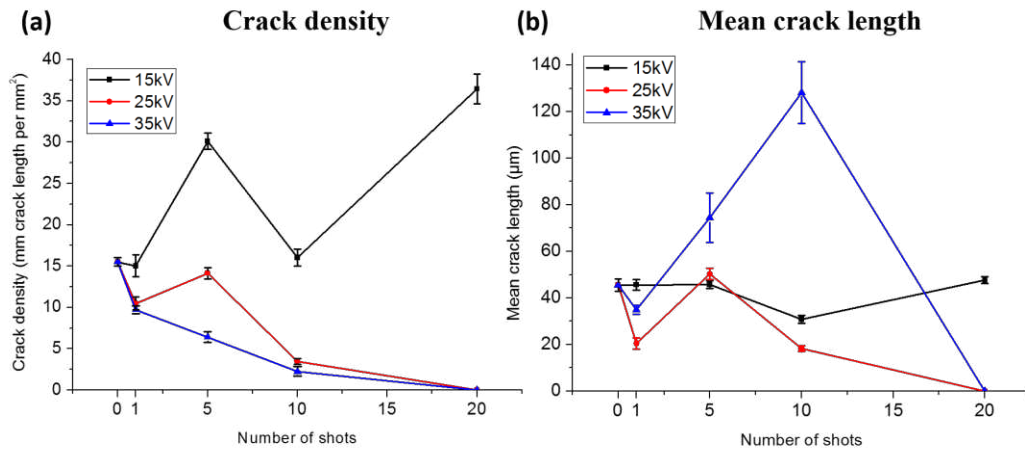 (a) Crack density
Crack density (mm crack length per mm²)
40
35
30
25
20
15
10
5
0
15kV
25kV
35kV
0 1 5 10 20
Number of shots
(b) Mean crack length
Mean crack length (μm)
140
120
100
80
60
40
20
0
15kV
25kV
35kV
0 1 5 10 20
Number of shots